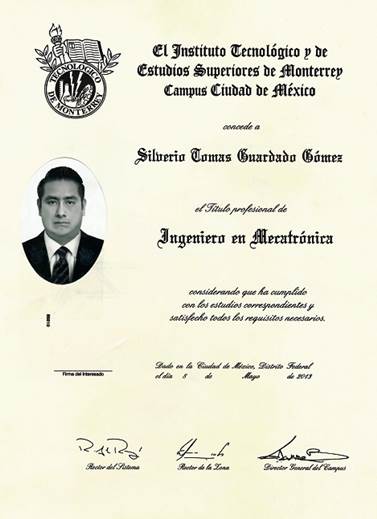 TECNOLOGICO
DE MONTERREY
El Instituto Tecnológico y de
Estudios Superiores de Monterrey
Campus Ciudad de México
concede a
Silverio Tomas Guardado Gómez
el Título profesional de
Ingeniero en Mecatrónica
considerando que ha cumplido
con los estudios correspondientes y
satisfecho todos los requisitos necesarios.
Firma del Interesado
Dado en la Ciudad de México, Distrito Federal
el día 8 de Mayo de 2013
Rector del Sistema
Rector de la Zona
Director General del Campus